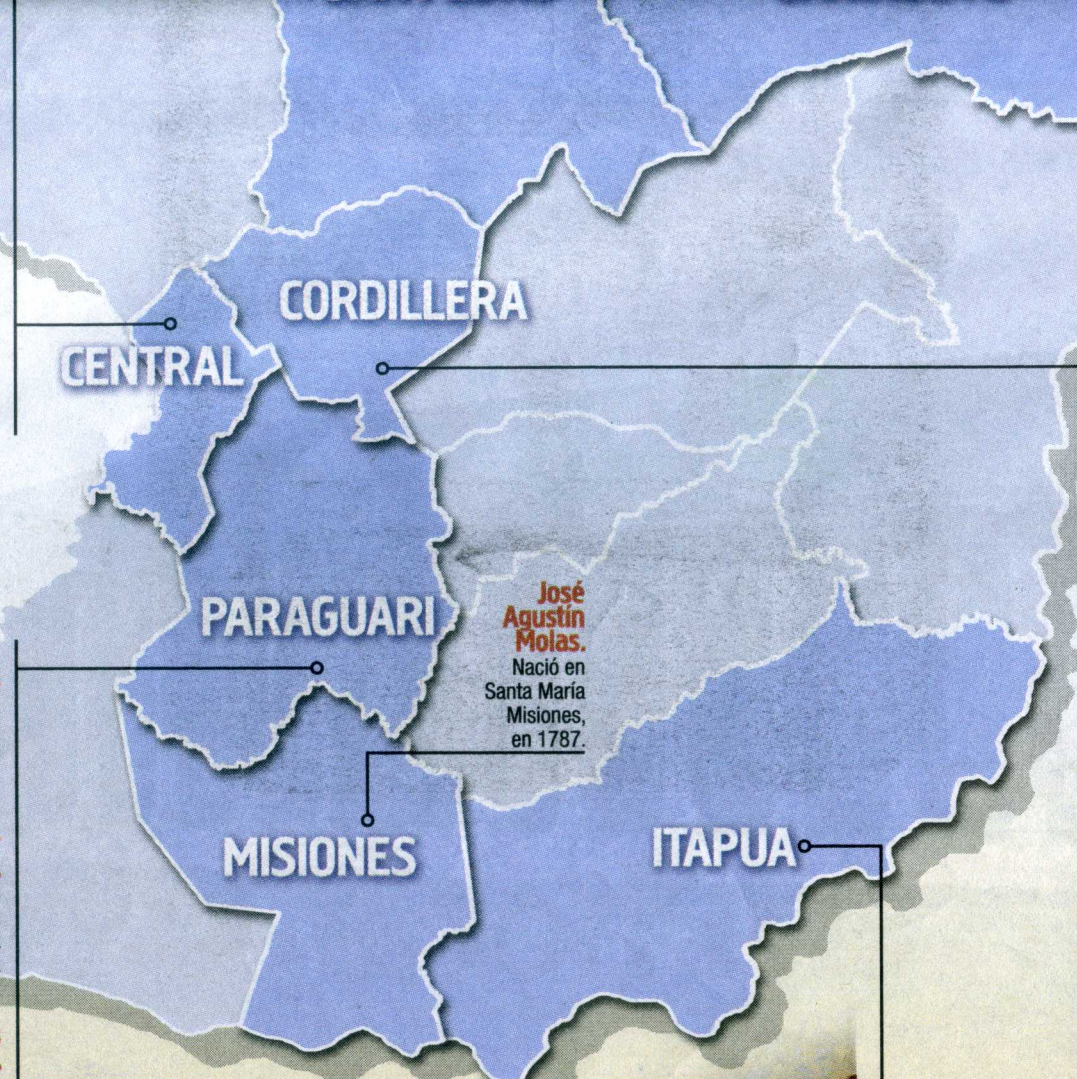 CORDILLERA
CENTRAL
PARAGUARI
José
Agustín
Molas.
Nació en
Santa María
Misiones,
en 1787.
MISIONES
ITAPUA